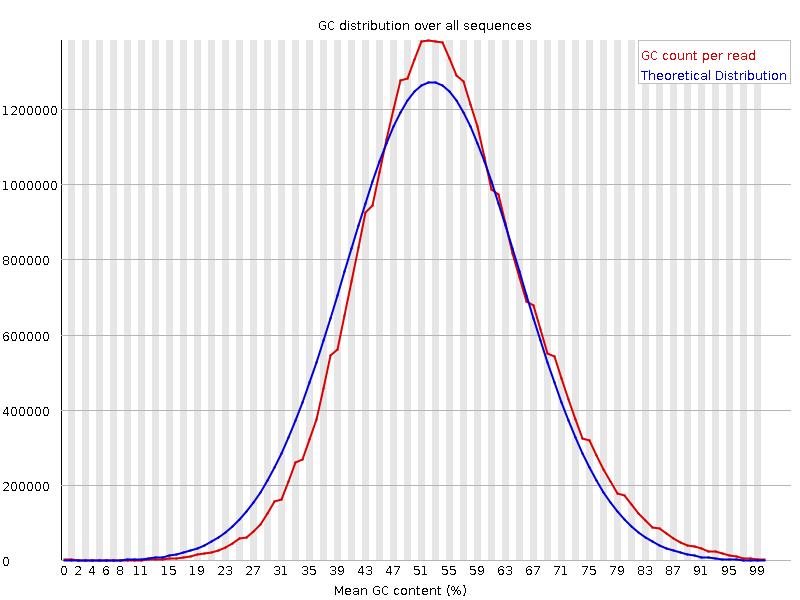 GC distribution over all sequences
GC count per read
Theoretical Distribution
1200000
1000000
800000
600000
400000
200000
0
0 2 4 6 8 11 15 19 23 27 31 35 39 43 47 51 55 59 63 67 71 75 79 83 87 91 95 99
Mean GC content (%)